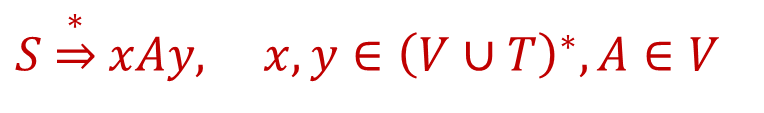 S ⇒* xAy, x, y ∈ (V ∪ T)*, A ∈ V